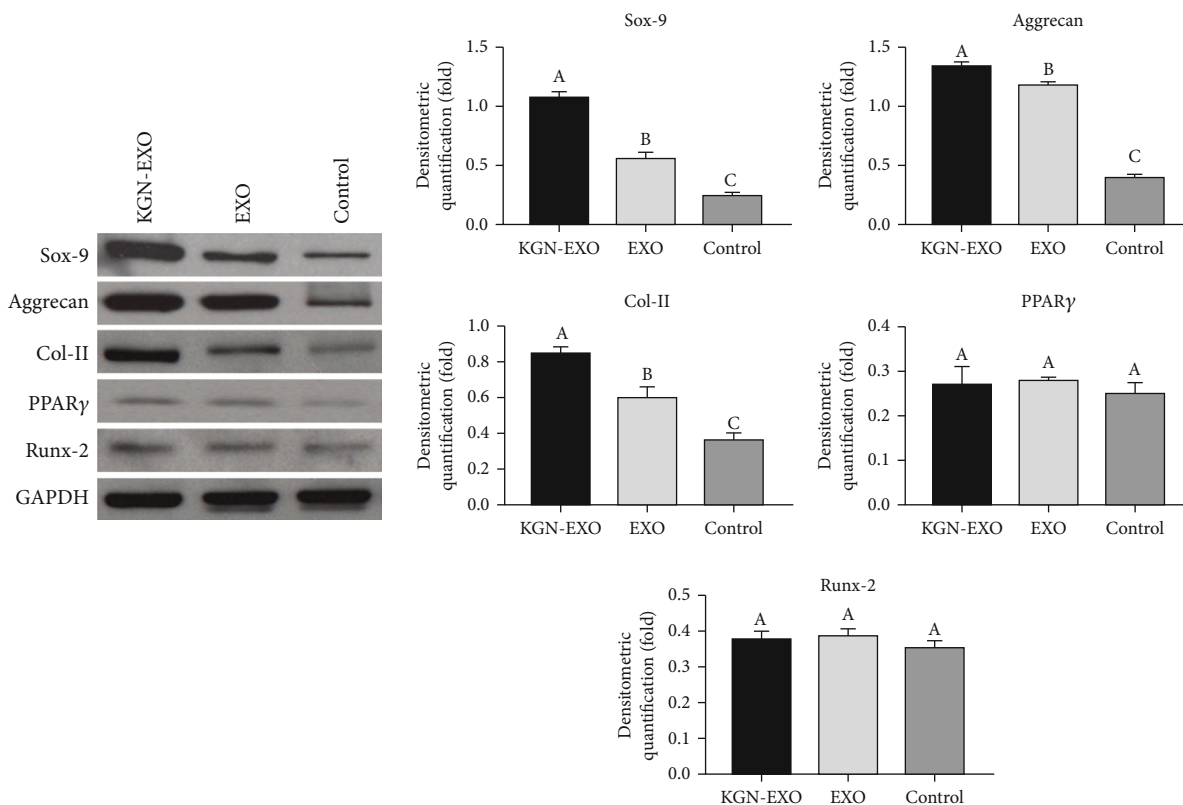 KGN-EXO
EXO
Control
Sox-9
Aggrecan
Col-II
PPARγ
Runx-2
GAPDH
Sox-9
Densitometric
quantification (fold)
1.5
1.0
0.5
0.0
A
B
C
KGN-EXO EXO Control
Aggrecan
Densitometric
quantification (fold)
1.5
1.0
0.5
0.0
A
B
C
KGN-EXO EXO Control
Col-II
Densitometric
quantification (fold)
1.0
0.8
0.6
0.4
0.2
0.0
A
B
C
KGN-EXO EXO Control
PPARγ
Densitometric
quantification (fold)
0.4
0.3
0.2
0.1
0.0
A A A
KGN-EXO EXO Control
Runx-2
Densitometric
quantification (fold)
0.5
0.4
0.3
0.2
0.1
0.0
A A A
KGN-EXO EXO Control